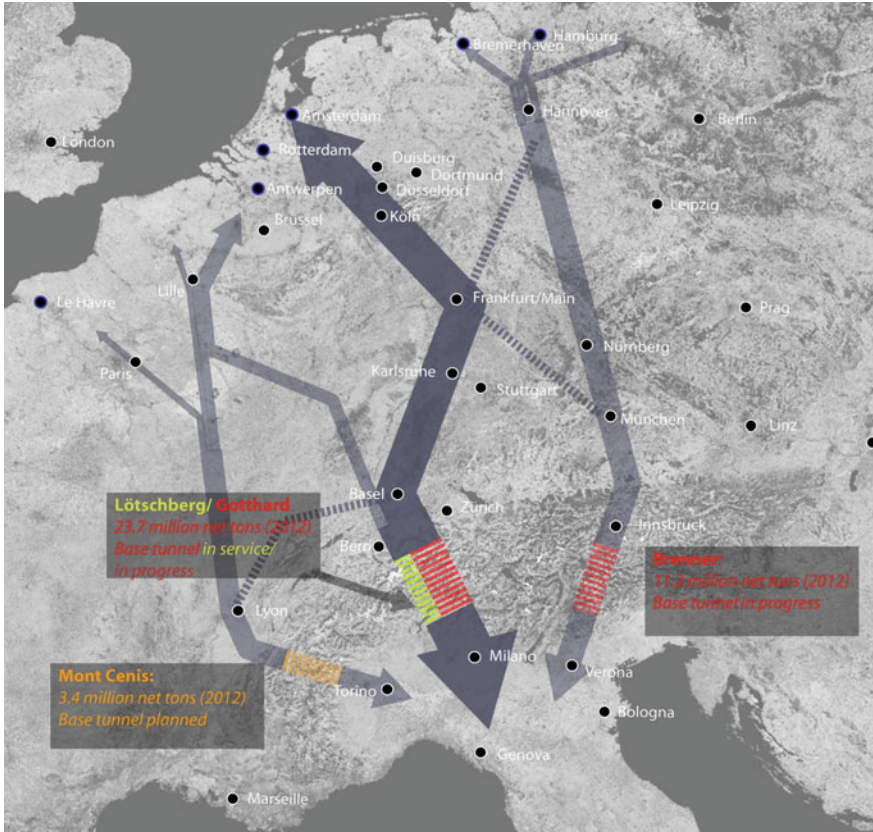 Hamburg
Bremerhaven
Hannover
Amsterdam
Berlin
London
Rotterdam
Duisburg
Dortmund
Antwerpen
Düsseldorf
Köln
Leipzig
Brüssel
Lille
Le Havre
Frankfurt/Main
Prag
Nürnberg
Paris
Karlsruhe
Stuttgart
München
Linz
Basel
Zürich
Lötschberg/ Gotthard
23.7 million net tons (2012)
Base tunnel in service/
in progress
Bern
Innsbruck
Brenner:
11.2 million net tons (2012)
Base tunnel in progress
Lyon
Mont Cenis:
3.4 million net tons (2012)
Base tunnel planned
Milano
Verona
Torino
Bologna
Genova
Marseille